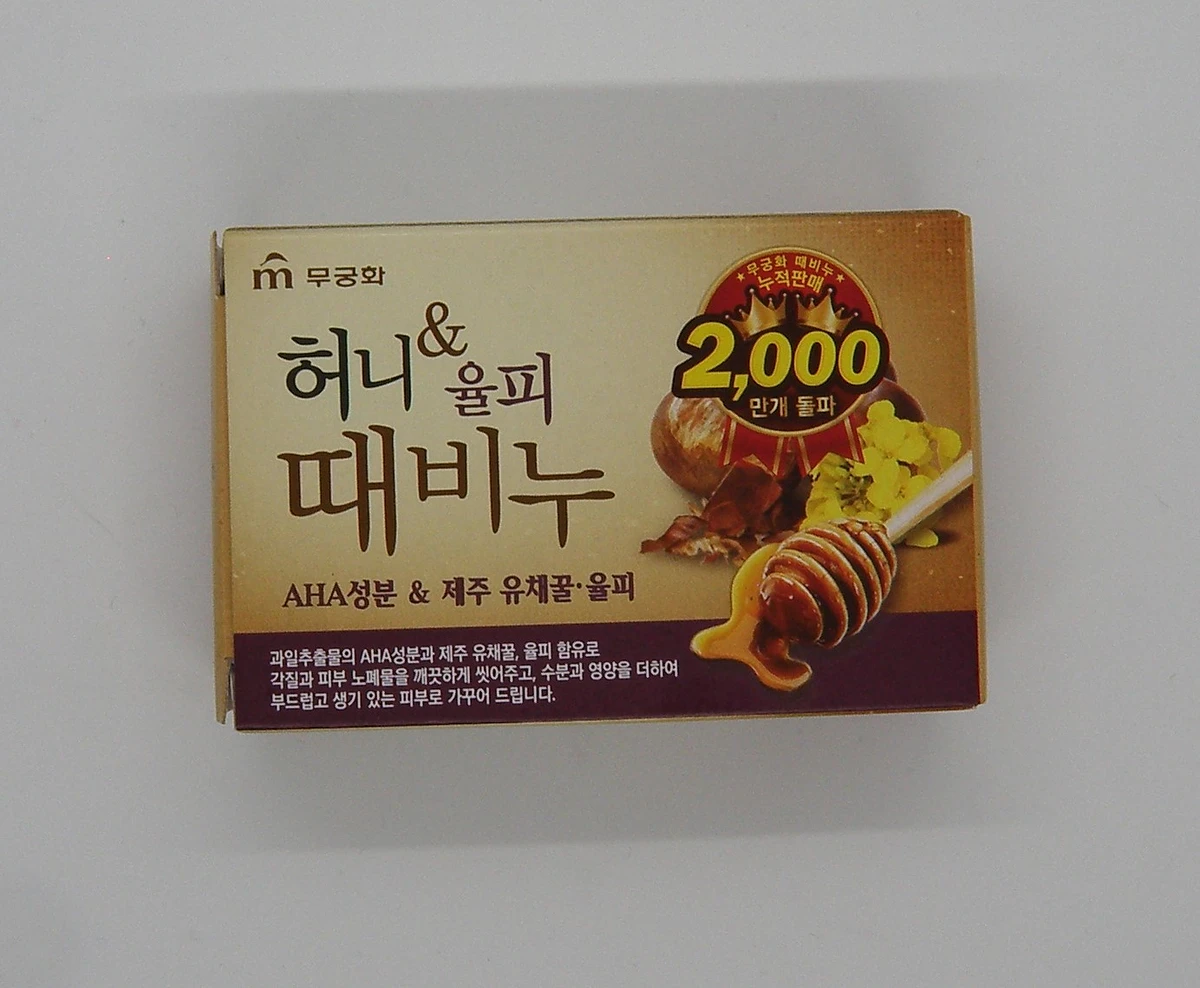 무궁화
허니&율피
때비누
AHA성분 & 제주 유채꿀·율피
과일추출물의 AHA성분과 제주 유채꿀, 율피 함유로
각질과 피부 노폐물을 깨끗하게 씻어주고, 수분과 영양을 더하여
부드럽고 생기 있는 피부로 가꾸어 드립니다.
무궁화 때비누
누적판매
2,000
만개 돌파